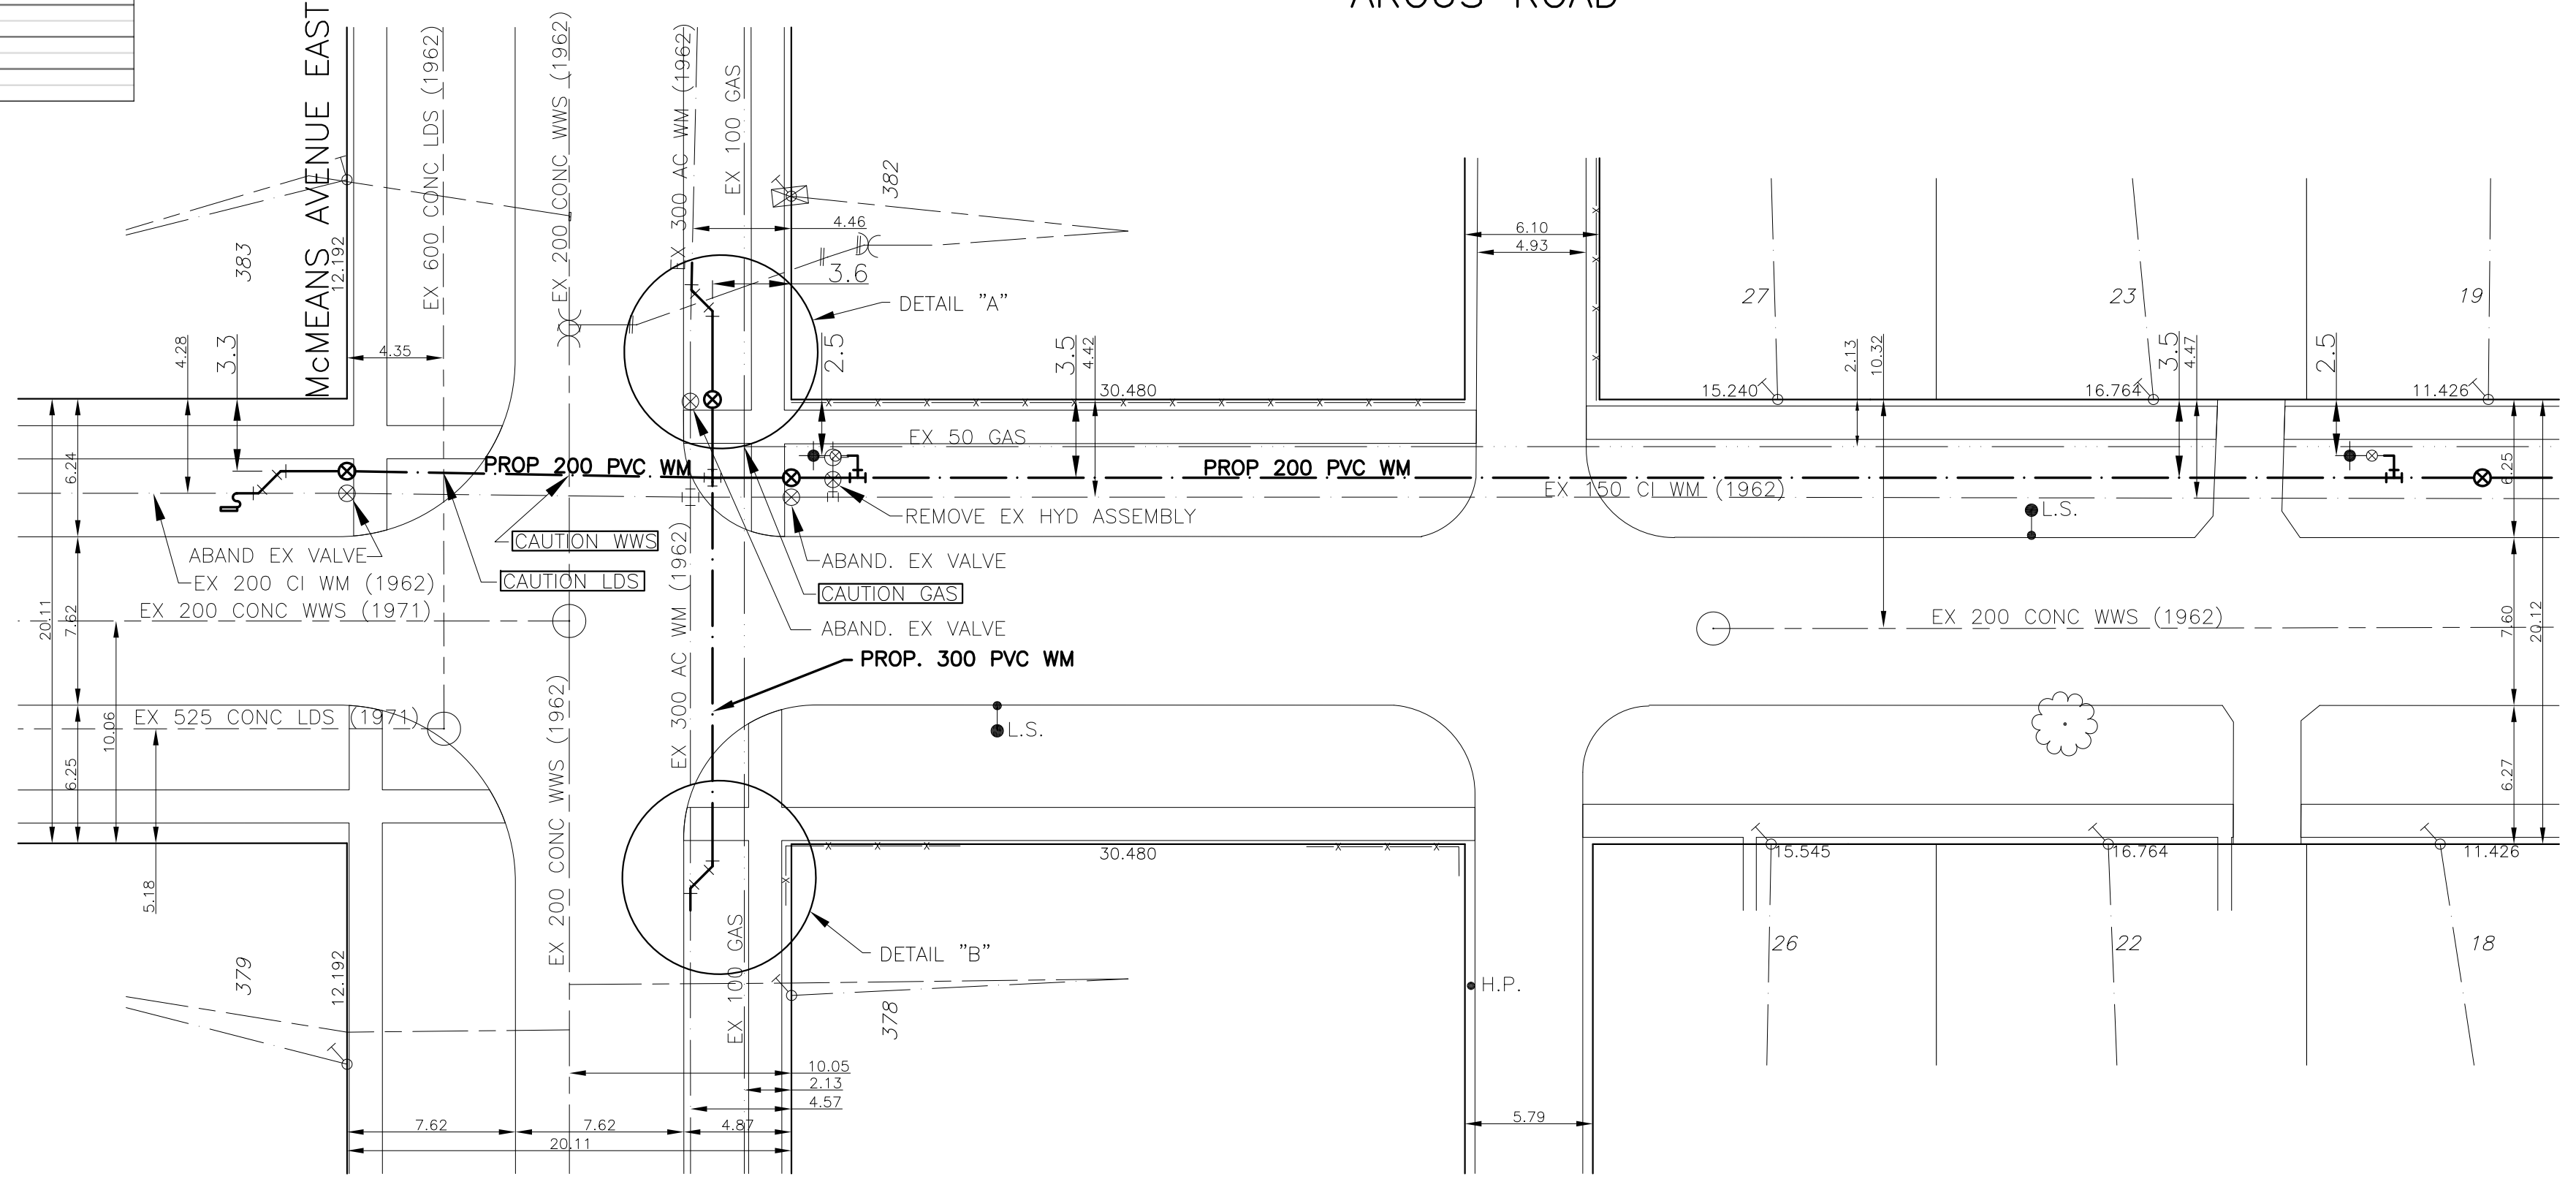 ARGUS ROAD
McMEANS AVENUE EAST
EX 600 CONC LDS (1962)
EX 200 CONC WWS (1962)
EX 300 AC WM (1962)
EX 100 GAS
382
383
12.192
4.46
3.6
DETAIL "A"
6.10
4.93
27
23
19
4.28
3.3
4.35
2.5
3.5
4.42
30.480
2.13
10.32
3.5
4.47
2.5
15.240
16.764
11.426
EX 50 GAS
6.24
PROP 200 PVC WM
PROP 200 PVC WM
6.25
EX 150 CI WM (1962)
REMOVE EX HYD ASSEMBLY
L.S.
CAUTION WWS
ABAND EX VALVE
ABAND. EX VALVE
EX 200 CI WM (1962)
CAUTION LDS
CAUTION GAS
EX 200 CONC WWS (1971)
20.11
7.62
ABAND. EX VALVE
EX 200 CONC WWS (1962)
7.60
20.12
EX 300 AC WM (1962)
PROP. 300 PVC WM
EX 525 CONC LDS (1971)
10.06
6.25
L.S.
EX 200 CONC WWS (1962)
6.27
5.18
30.480
15.545
16.764
11.426
EX 100 GAS
DETAIL "B"
26
22
18
379
12.192
378
H.P.
10.05
2.13
4.57
7.62
7.62
4.87
20.11
5.79